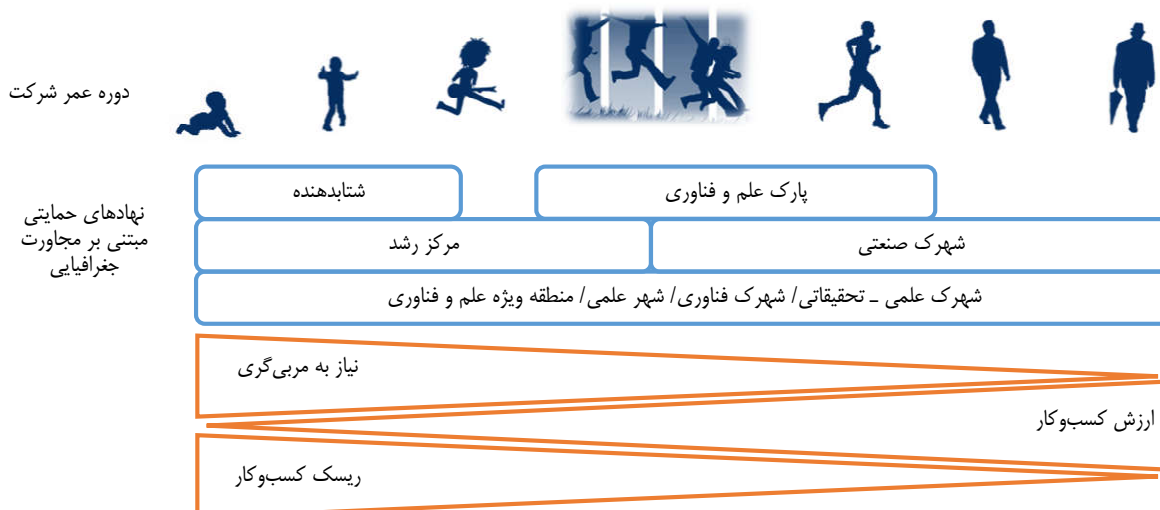 دوره عمر شرکت
شتابدهنده
پارک علم و فناوری
نهادهای حمایتی
مبتنی بر مجاورت
جغرافیایی
مرکز رشد
شهرک صنعتی
شهرک علمی ـ تحقیقاتی/ شهرک فناوری/ شهر علمی/ منطقه ویژه علم و فناوری
نیاز به مربی‌گری
ارزش کسب‌وکار
ریسک کسب‌وکار